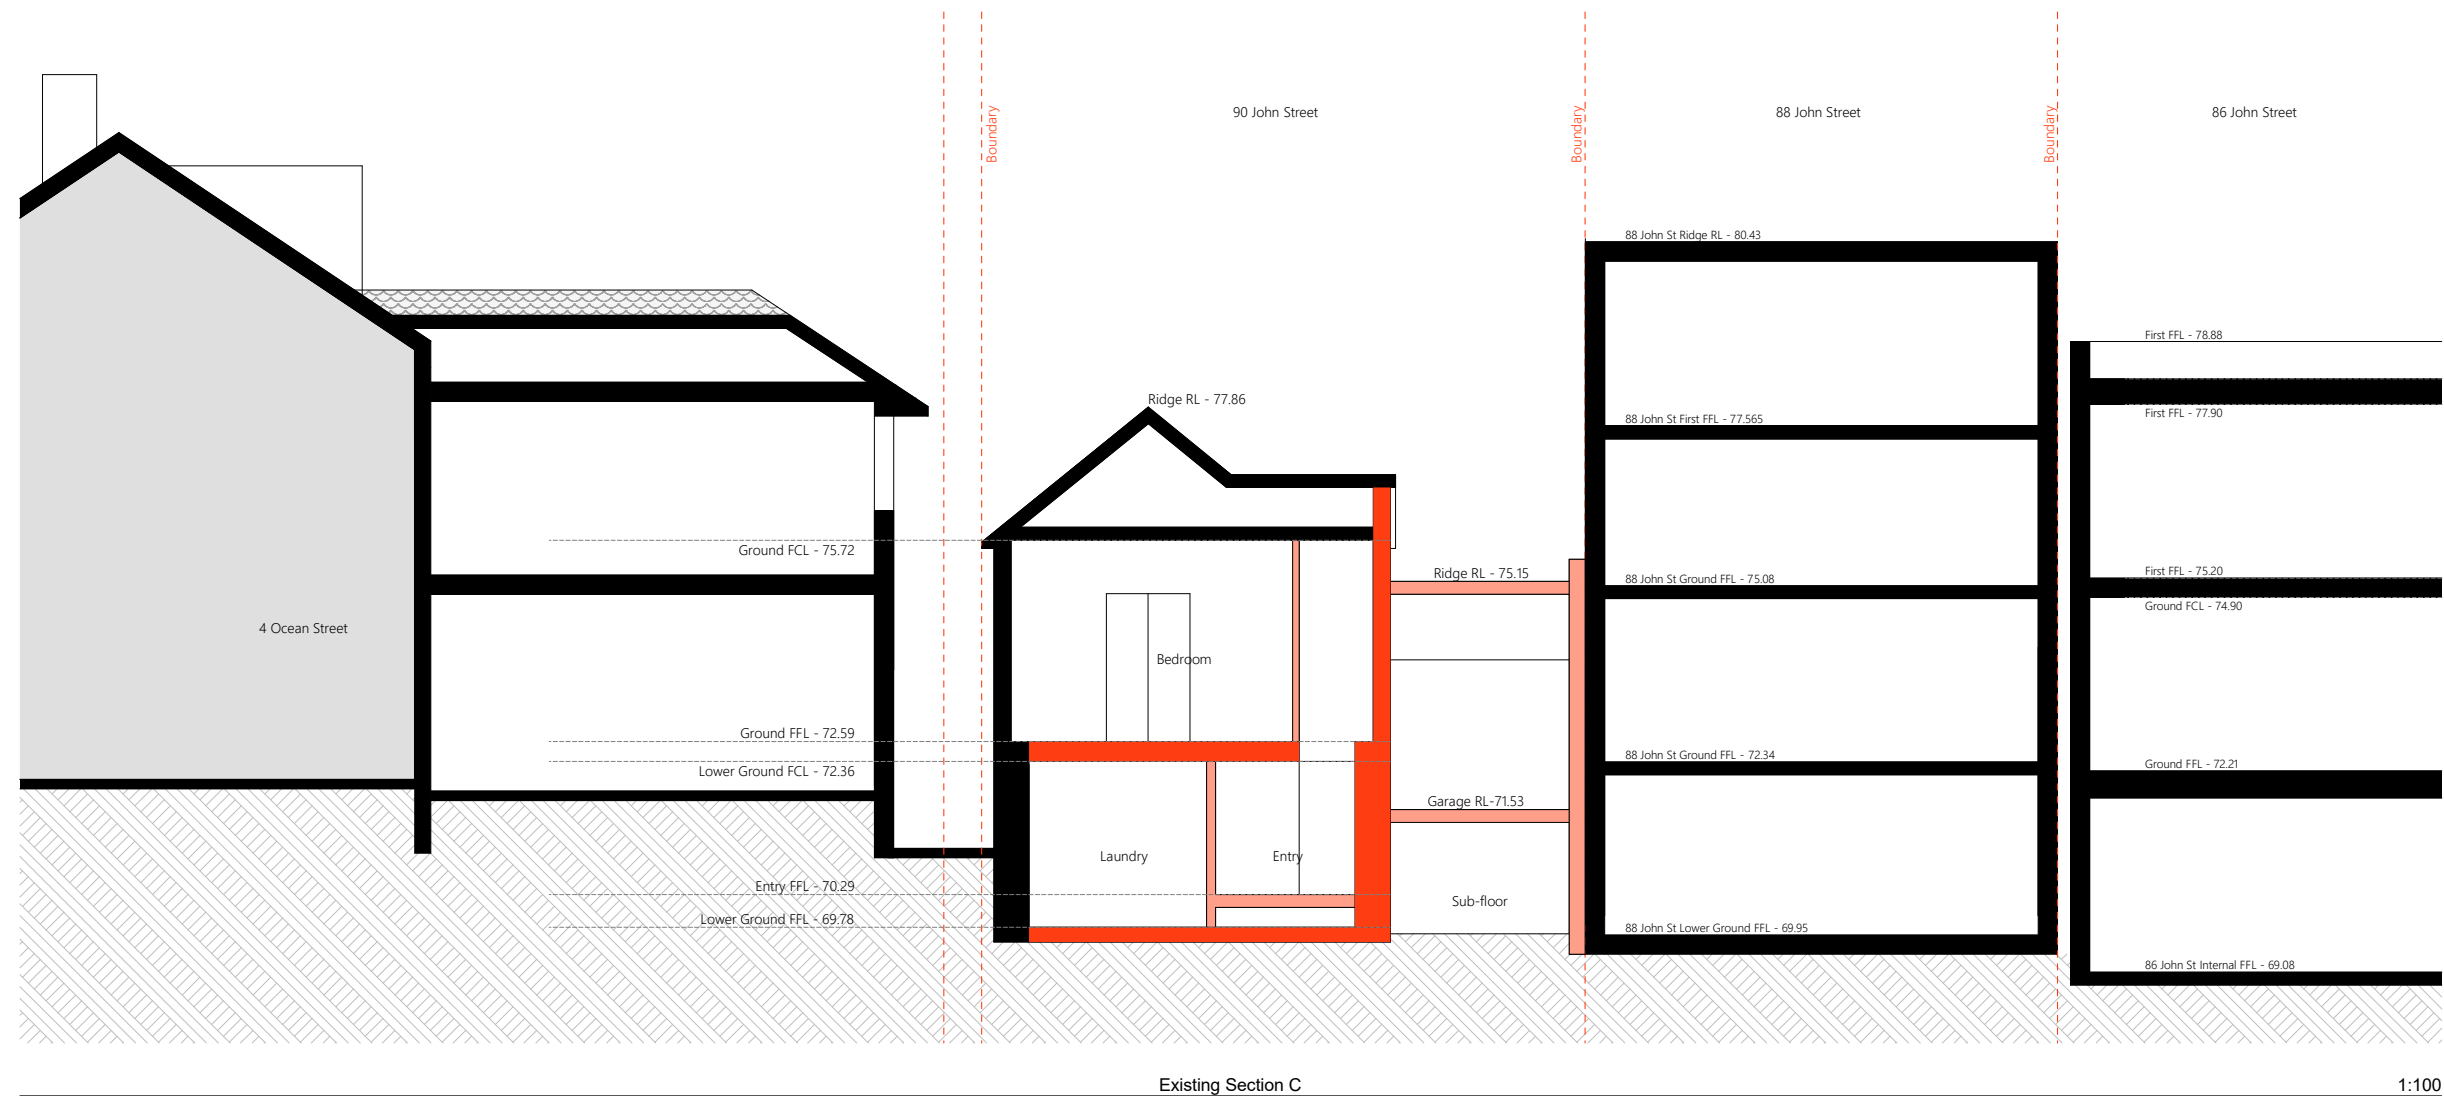 90 John Street
88 John Street
86 John Street
Boundary
Boundary
Boundary
88 John St Ridge RL - 80.43
First FFL - 78.88
Ridge RL - 77.86
First FFL - 77.90
88 John St First FFL - 77.565
Ground FCL - 75.72
Ridge RL - 75.15
88 John St Ground FFL - 75.08
First FFL - 75.20
Ground FCL - 74.90
4 Ocean Street
Bedroom
Ground FFL - 72.59
88 John St Ground FFL - 72.34
Ground FFL - 72.21
Lower Ground FCL - 72.36
Garage RL-71.53
Laundry
Entry
Entry FFL - 70.29
Sub-floor
Lower Ground FFL - 69.78
88 John St Lower Ground FFL - 69.95
86 John St Internal FFL - 69.08
Existing Section C
1:100